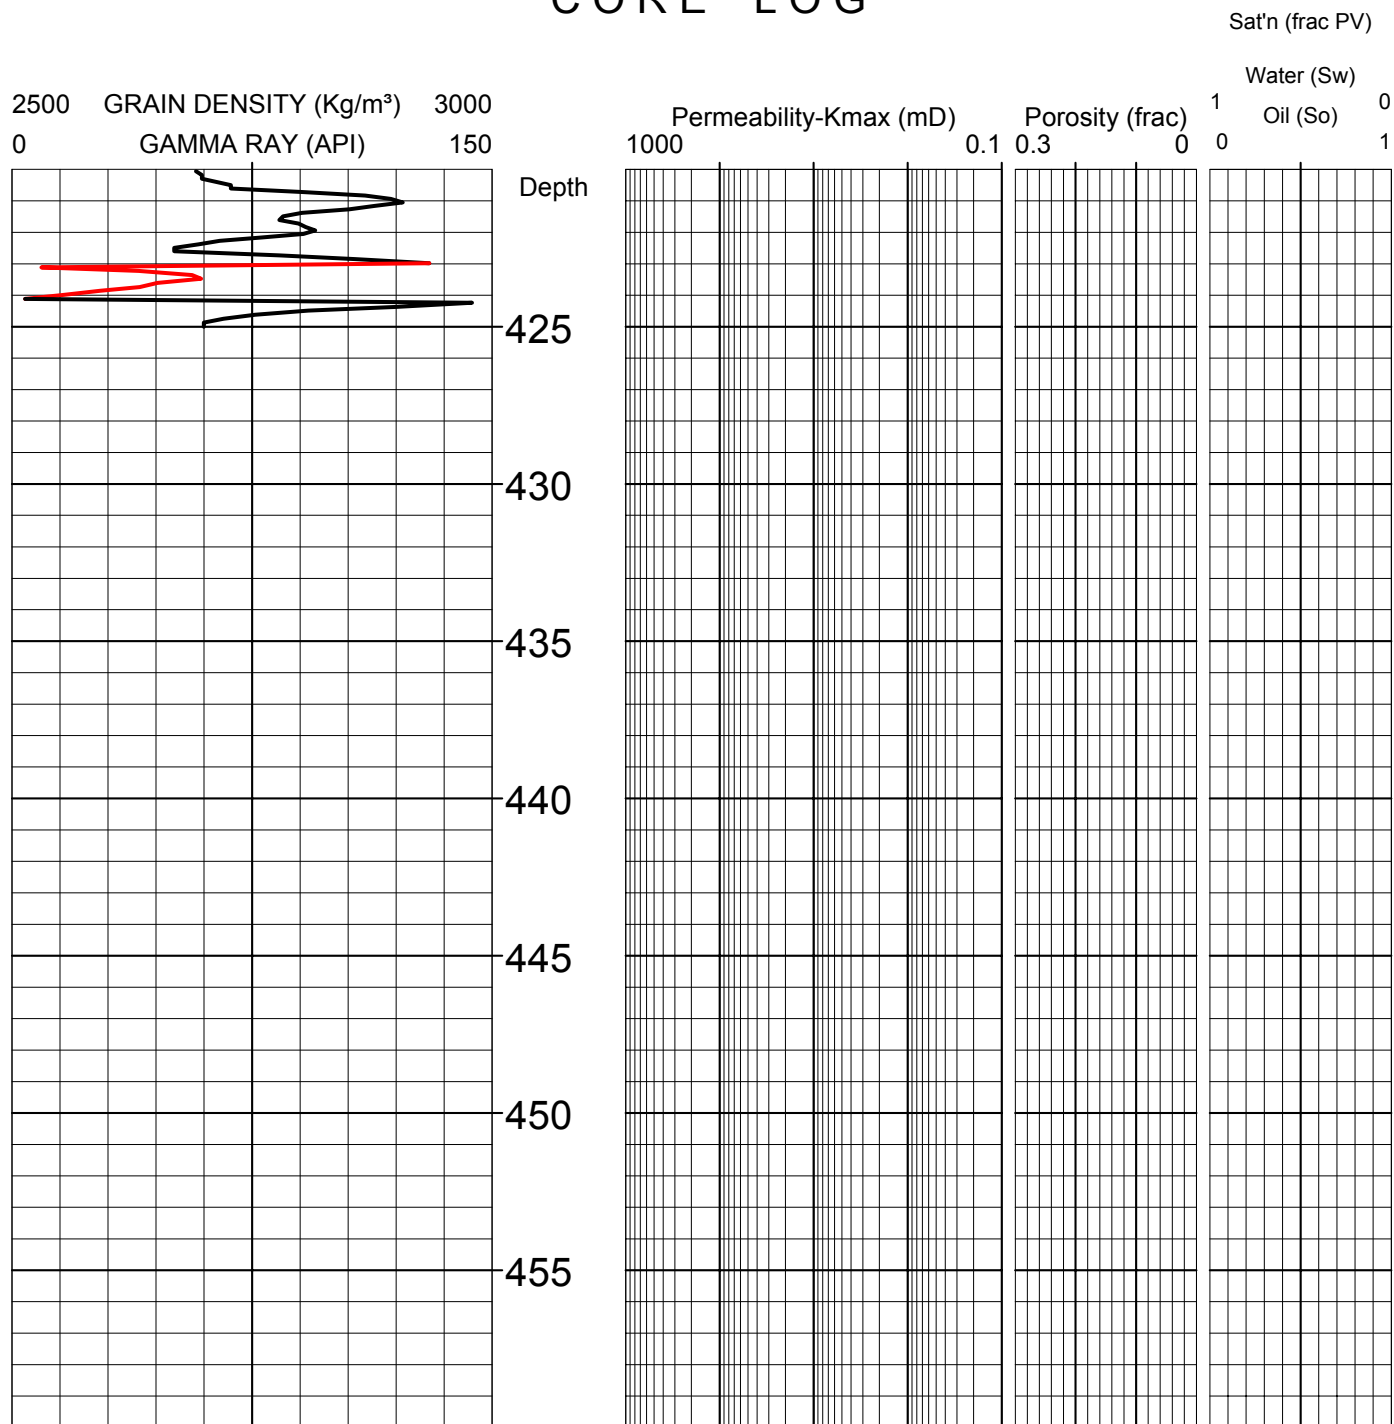 CORE LOG
Sat'n (frac PV)
Water (Sw)
1 0
Oil (So)
0 1
2500 GRAIN DENSITY (Kg/m³) 3000
0 GAMMA RAY (API) 150
Permeability-Kmax (mD)
1000 0.1
Porosity (frac)
0.3 0
Depth
425
430
435
440
445
450
455